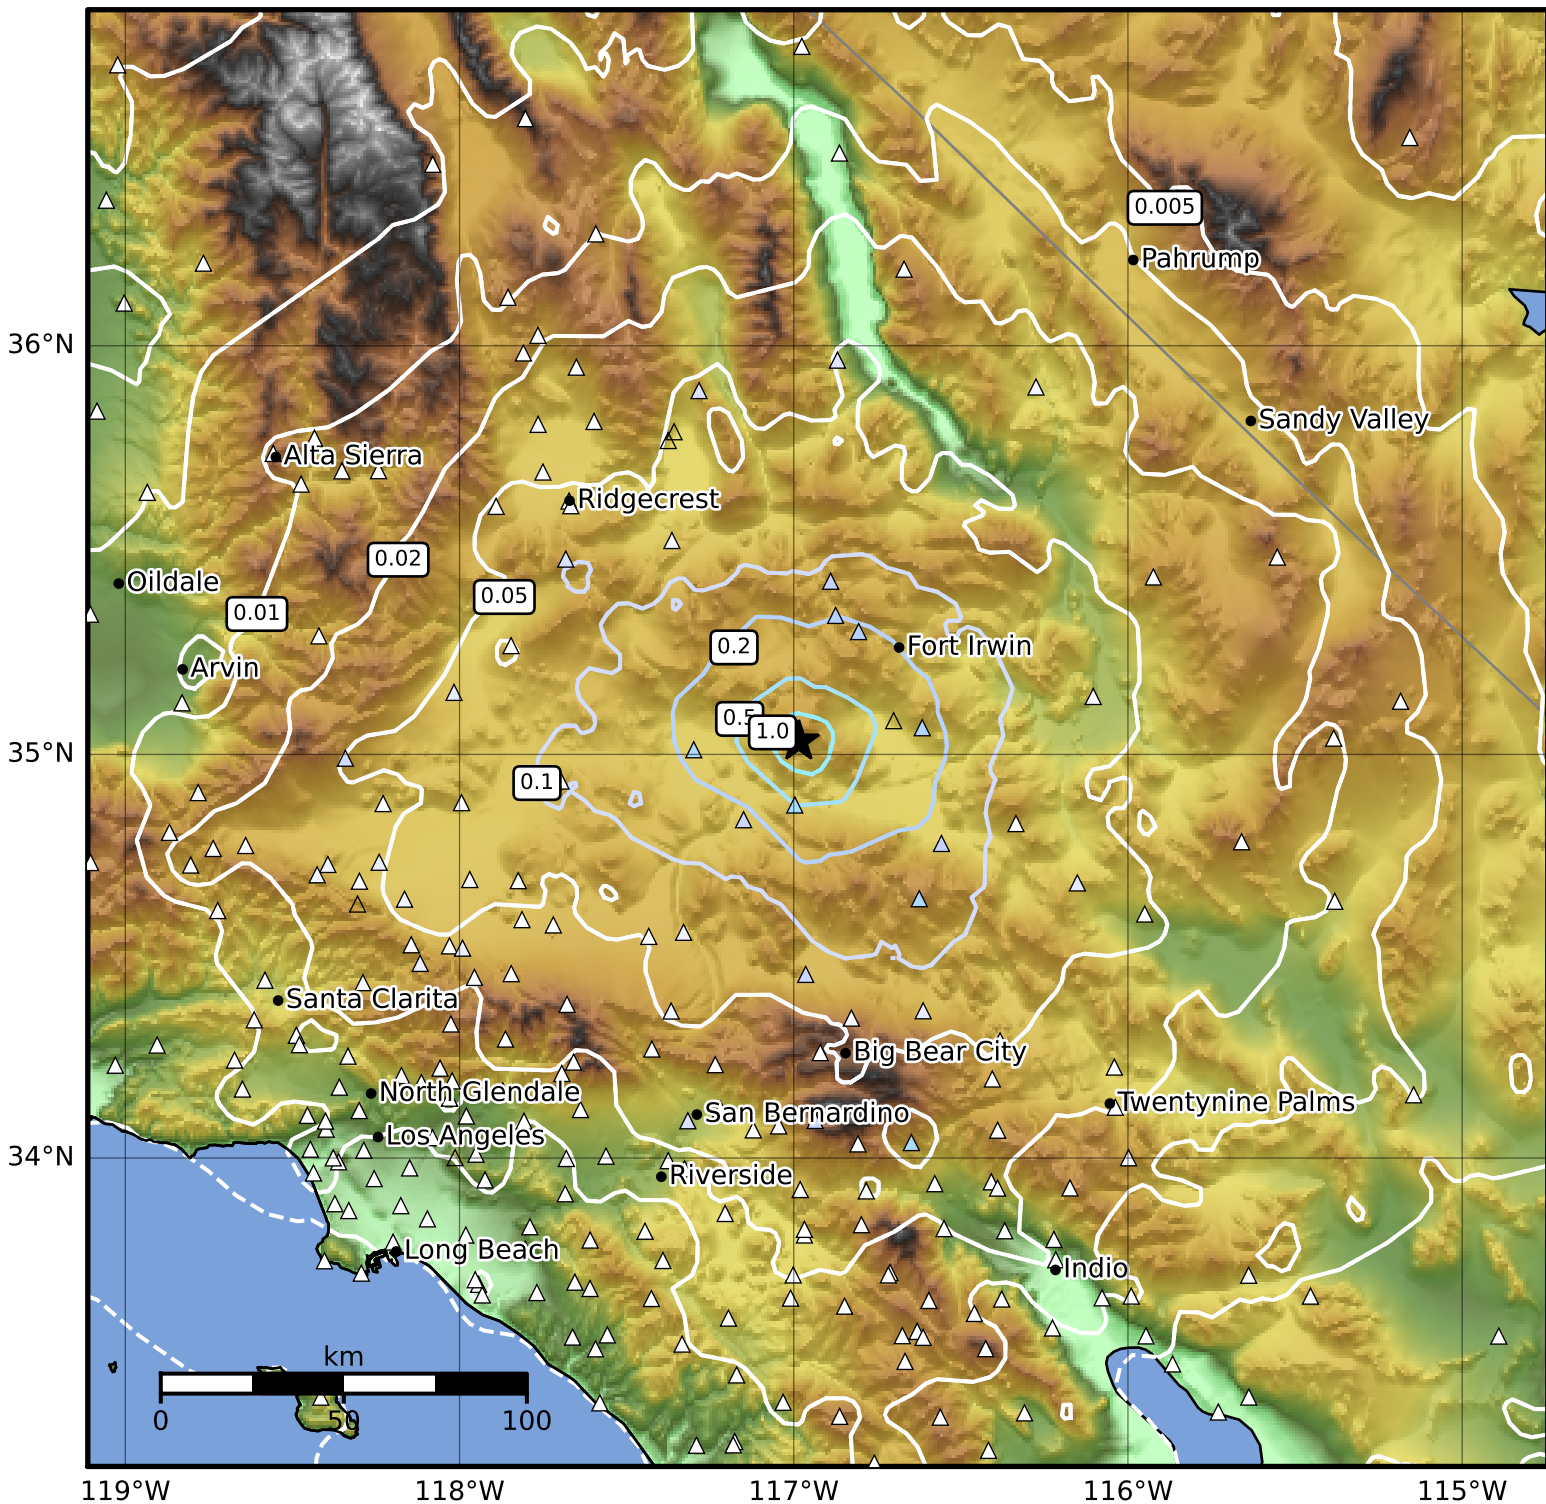 0.005
Pahrump
36°N
Sandy Valley
Alta Sierra
Ridgecrest
0.02
Oildale
0.05
0.01
0.2
Fort Irwin
Arvin
0.5
1.0
35°N
0.1
Santa Clarita
Big Bear City
North Glendale
Twentynine Palms
San Bernardino
Los Angeles
34°N
Riverside
Long Beach
Indio
km
0 50 100
119°W 118°W 117°W 116°W 115°W